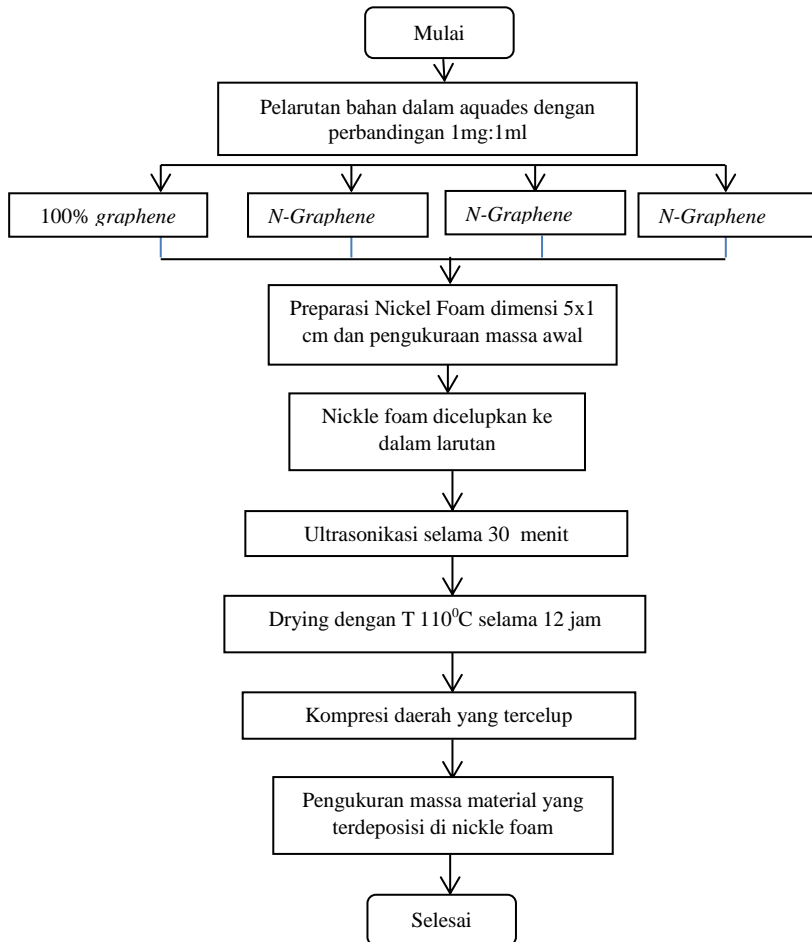 Mulai
Pelarutan bahan dalam aquades dengan
perbandingan 1mg:1ml
100% graphene
N-Graphene
N-Graphene
N-Graphene
Preparasi Nickel Foam dimensi 5x1
cm dan pengukuraan massa awal
Nickle foam dicelupkan ke
dalam larutan
Ultrasonikasi selama 30 menit
Drying dengan T 110⁰C selama 12 jam
Kompresi daerah yang tercelup
Pengukuran massa material yang
terdeposisi di nickle foam
Selesai